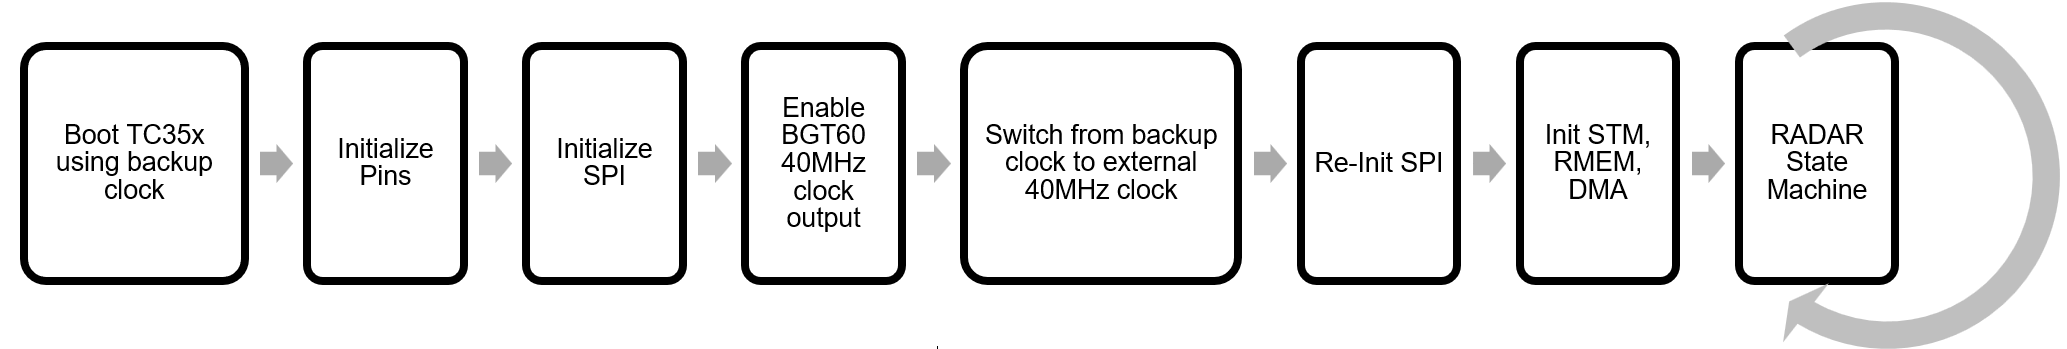 Boot TC35x
using backup
clock
Initialize
Pins
Initialize
SPI
Enable
BGT60
40MHz
clock
output
Switch from backup
clock to external
40MHz clock
Re-Init SPI
Init STM,
RMEM,
DMA
RADAR
State
Machine